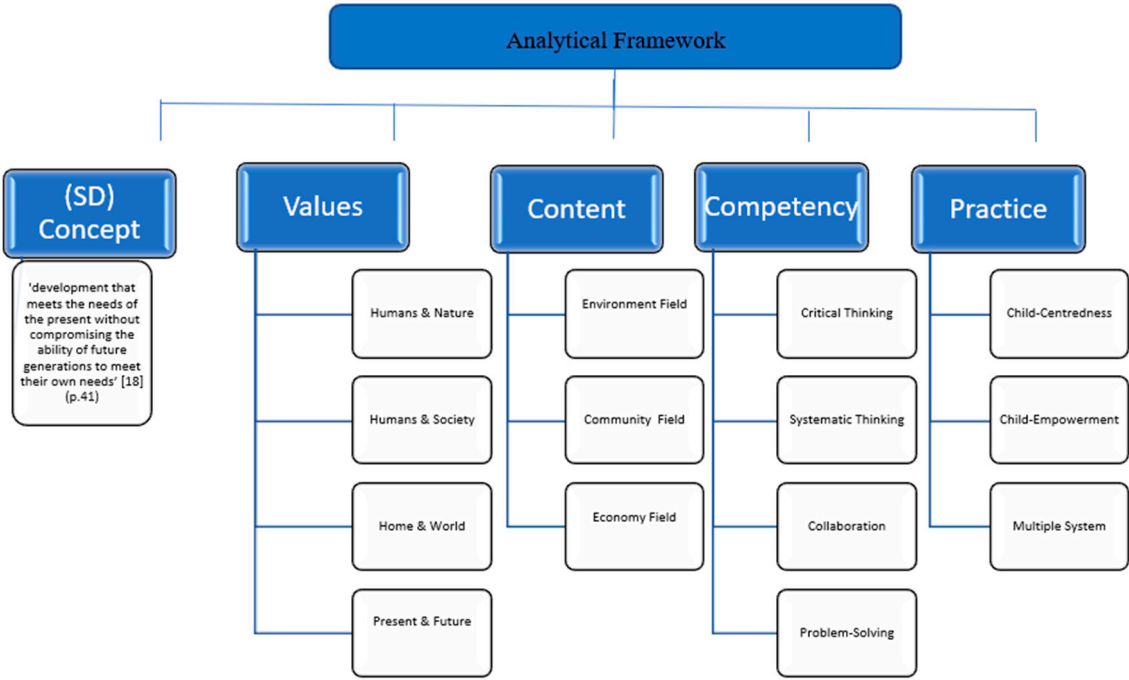 Analytical Framework
(SD)
Concept
'development that
meets the needs of
the present without
compromising the
ability of future
generations to meet
their own needs' [18]
(p.41)
Values
Humans & Nature
Humans & Society
Home & World
Present & Future
Content
Environment Field
Community Field
Economy Field
Competency
Critical Thinking
Systematic Thinking
Collaboration
Problem-Solving
Practice
Child-Centredness
Child-Empowerment
Multiple System